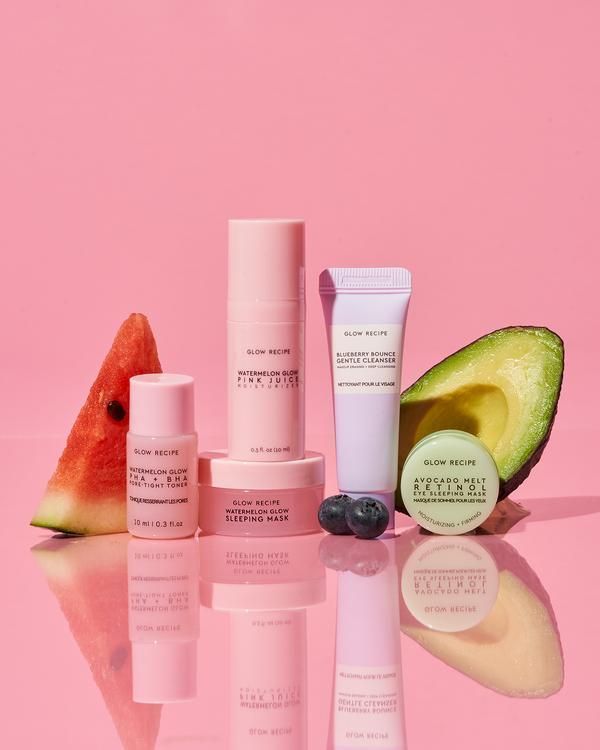 GLOW RECIPE
WATERMELON GLOW
PHA + BHA
PORE-TIGHT TONER
TONIQUE RESSERRANT LES PORES
10 ml | 0.3 fl.oz
GLOW RECIPE
WATERMELON GLOW
PINK JUICE
MOISTURIZER
0.3 fl. oz (10 ml)
GLOW RECIPE
WATERMELON GLOW
SLEEPING MASK
GLOW RECIPE
BLUEBERRY BOUNCE
GENTLE CLEANSER
MAKEUP ERASING + DEEP CLEANSING
NETTOYANT POUR LE VISAGE
GLOW RECIPE
AVOCADO MELT
RETINOL
EYE SLEEPING MASK
MASQUE DE SOMMEIL POUR LES YEUX
MOISTURIZING + FIRMING